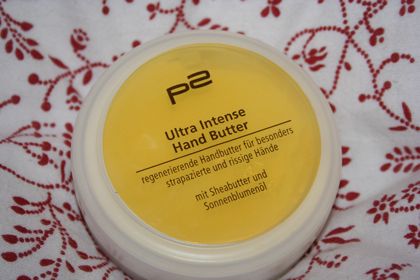 p2
Ultra Intense
Hand Butter
regenerierende Handbutter für besonders
strapazierte und rissige Hände
mit Sheabutter und
Sonnenblumenöl